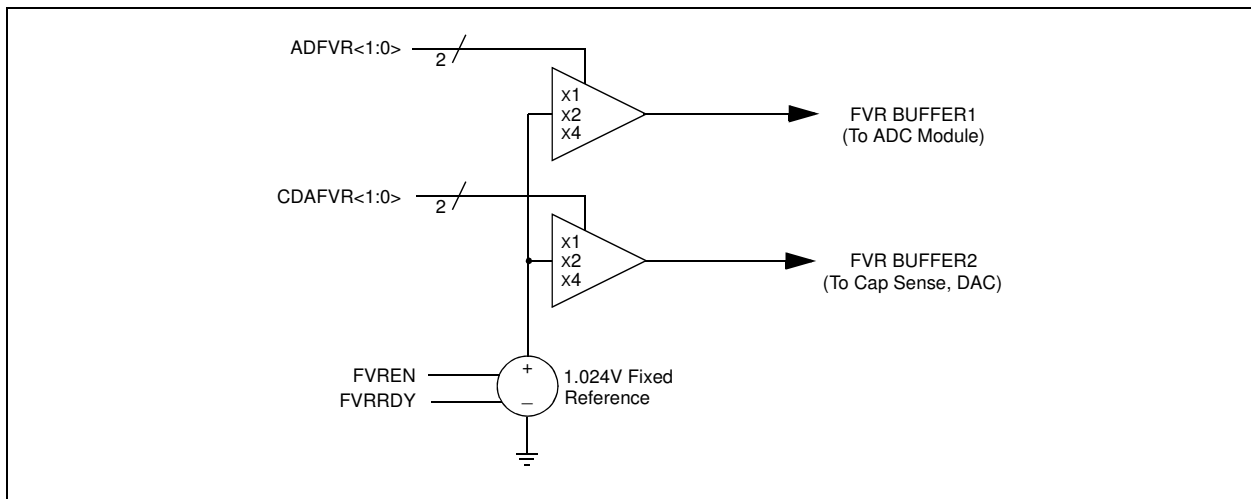 ADFVR<1:0>
2
X1
X2
X4
FVR BUFFER1
(To ADC Module)
CDAFVR<1:0>
2
X1
X2
X4
FVR BUFFER2
(To Cap Sense, DAC)
FVREN
FVRRDY
+
_
1.024V Fixed
Reference